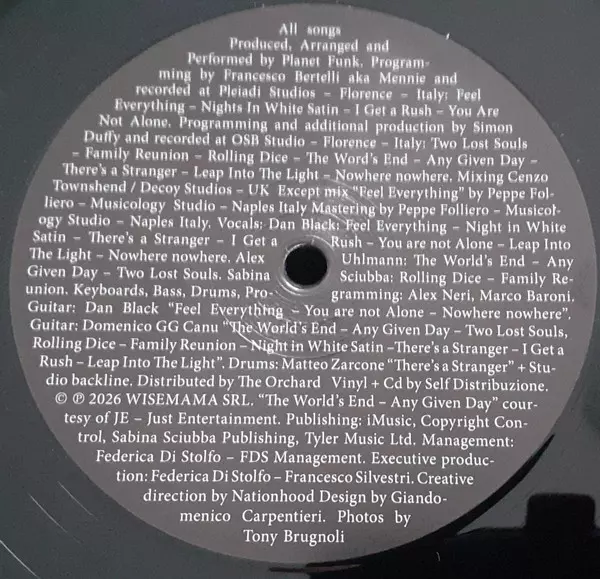 All songs
Produced, Arranged and
Performed by Planet Funk. Program-
ming by Francesco Bertelli aka Mennie and
recorded at Pleiadi Studios – Florence – Italy: Feel
Everything – Nights In White Satin – I Get a Rush – You Are
Not Alone. Programming and additional production by Simon
Duffy and recorded at OSB Studio – Florence – Italy: Two Lost Souls
– Family Reunion – Rolling Dice – The Word's End – Any Given Day –
There's a Stranger – Leap Into The Light – Nowhere nowhere. Mixing Cenzo
Townshend / Decoy Studios – UK Except mix "Feel Everything" by Peppe Fol-
liero – Musicology Studio – Naples Italy Mastering by Peppe Folliero – Musicol-
ogy Studio – Naples Italy. Vocals: Dan Black: Feel Everything – Night in White
Satin – There's a Stranger – I Get a Rush – You are not Alone – Leap Into
The Light – Nowhere nowhere. Alex Uhlmann: The World's End – Any
Given Day – Two Lost Souls. Sabina Sciubba: Rolling Dice – Family Re-
union. Keyboards, Bass, Drums, Programming: Alex Neri, Marco Baroni.
Guitar: Dan Black "Feel Everything – You are not Alone – Nowhere nowhere".
Guitar: Domenico GG Canu "The World's End – Any Given Day – Two Lost Souls,
Rolling Dice – Family Reunion – Night in White Satin –There's a Stranger – I Get a
Rush – Leap Into The Light". Drums: Matteo Zarcone "There's a Stranger" + Stu-
dio backline. Distributed by The Orchard Vinyl + Cd by Self Distribuzione.
© ℗ 2026 WISEMAMA SRL. "The World's End – Any Given Day" cour-
tesy of JE – Just Entertainment. Publishing: iMusic, Copyright Con-
trol, Sabina Sciubba Publishing, Tyler Music Ltd. Management:
Federica Di Stolfo – FDS Management. Executive produc-
tion: Federica Di Stolfo – Francesco Silvestri. Creative
direction by Nationhood Design by Giando-
menico Carpentieri. Photos by
Tony Brugnoli